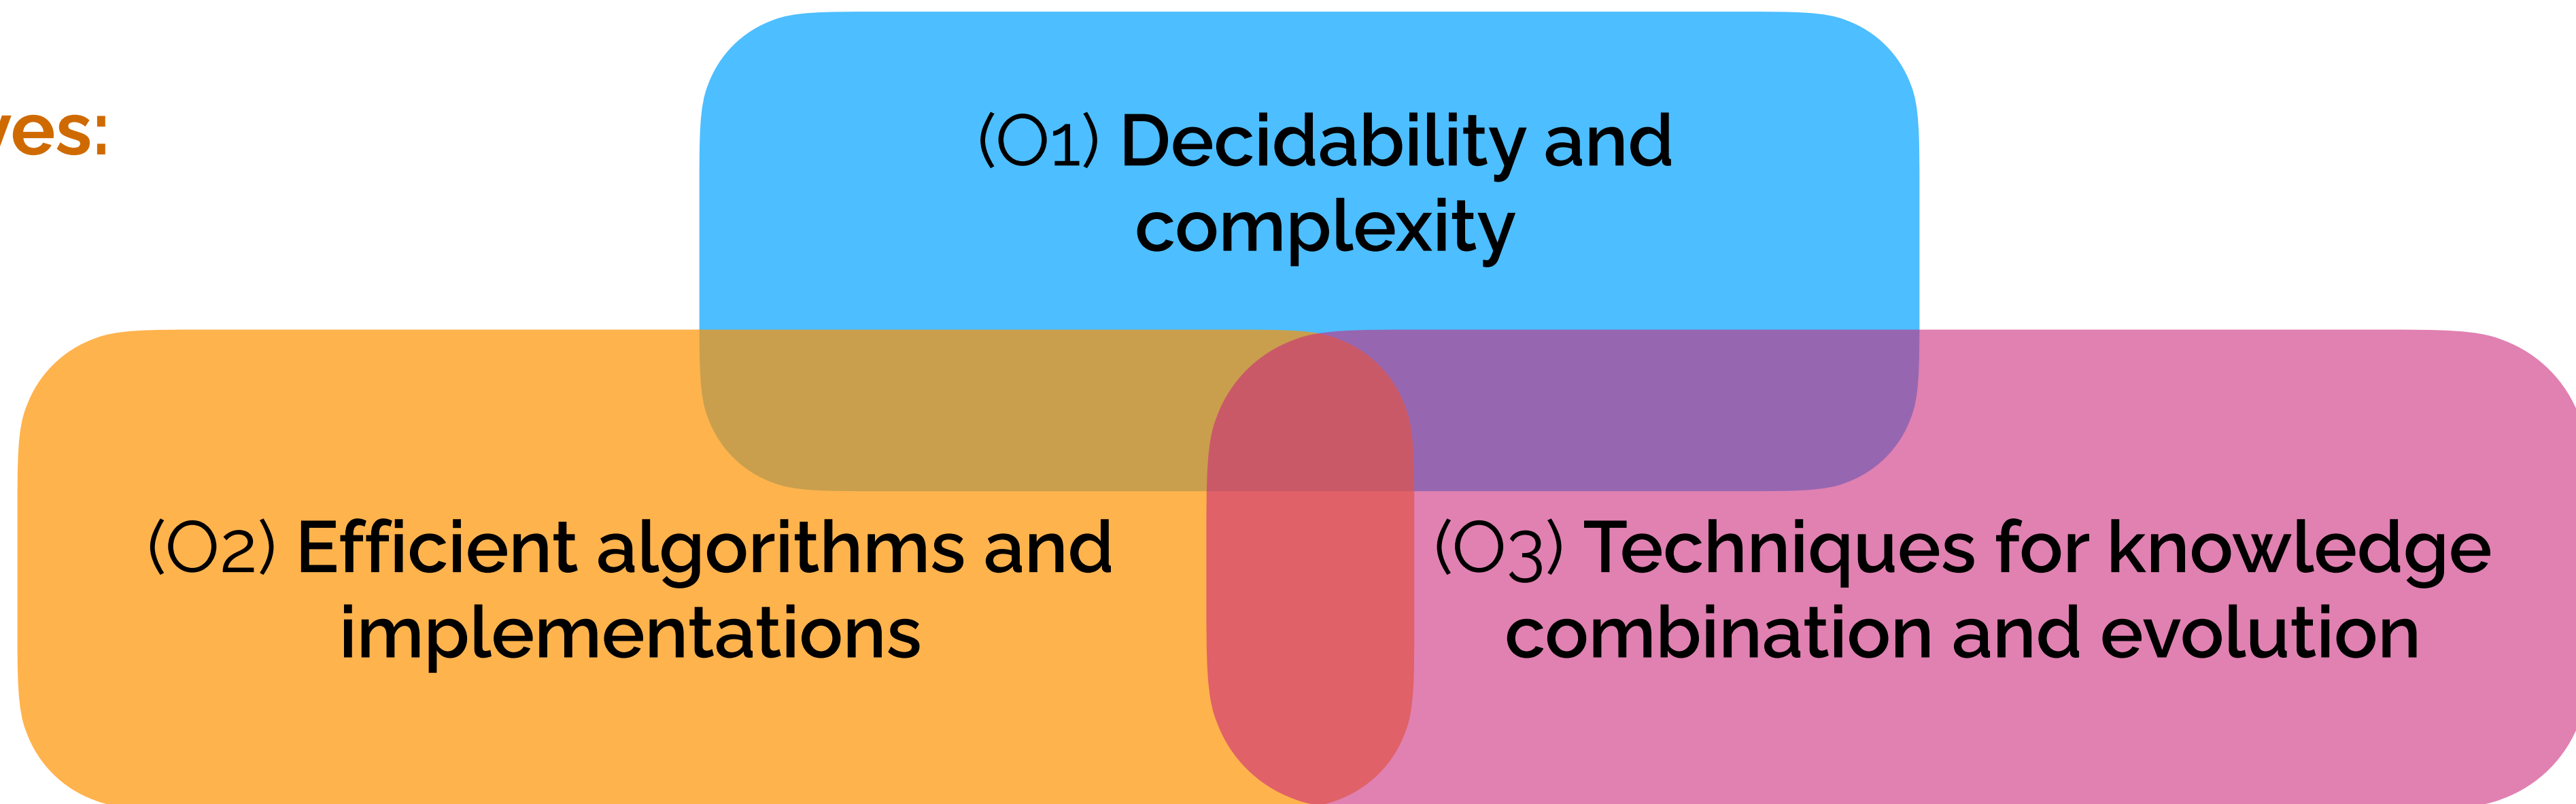 ves:
(O1) Decidability and
complexity
(O2) Efficient algorithms and
implementations
(O3) Techniques for knowledge
combination and evolution